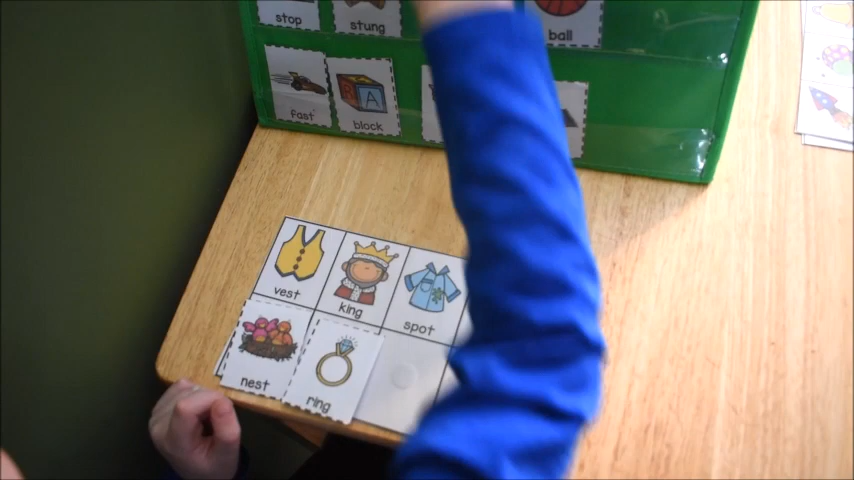 stop
stung
ball
fast
block
A
vest
king
spot
nest
ring